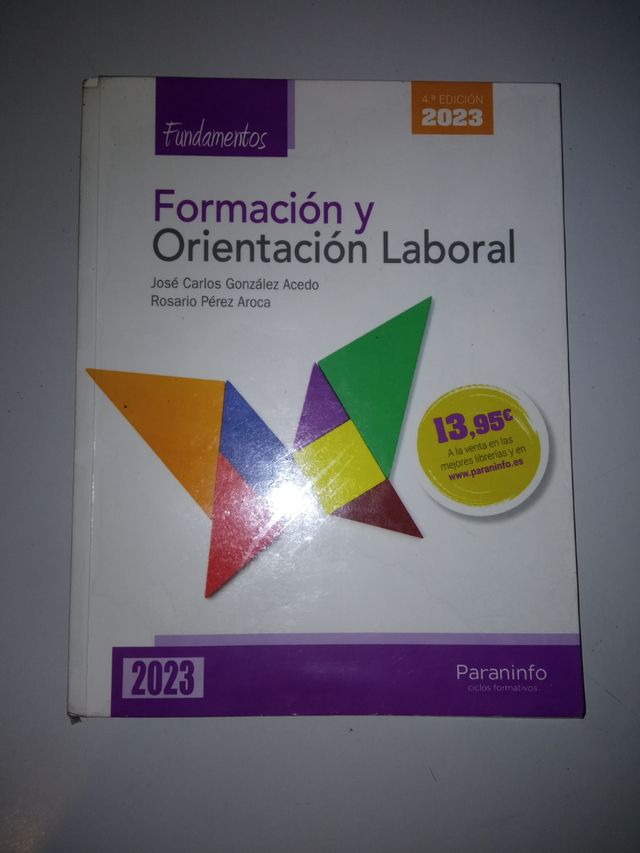 Fundamentos
4.ª EDICIÓN
2023
Formación y
Orientación Laboral
José Carlos González Acedo
Rosario Pérez Aroca
13,95€
A la venta en las
mejores librerías y en
www.paraninfo.es
2023
Paraninfo
ciclos formativos